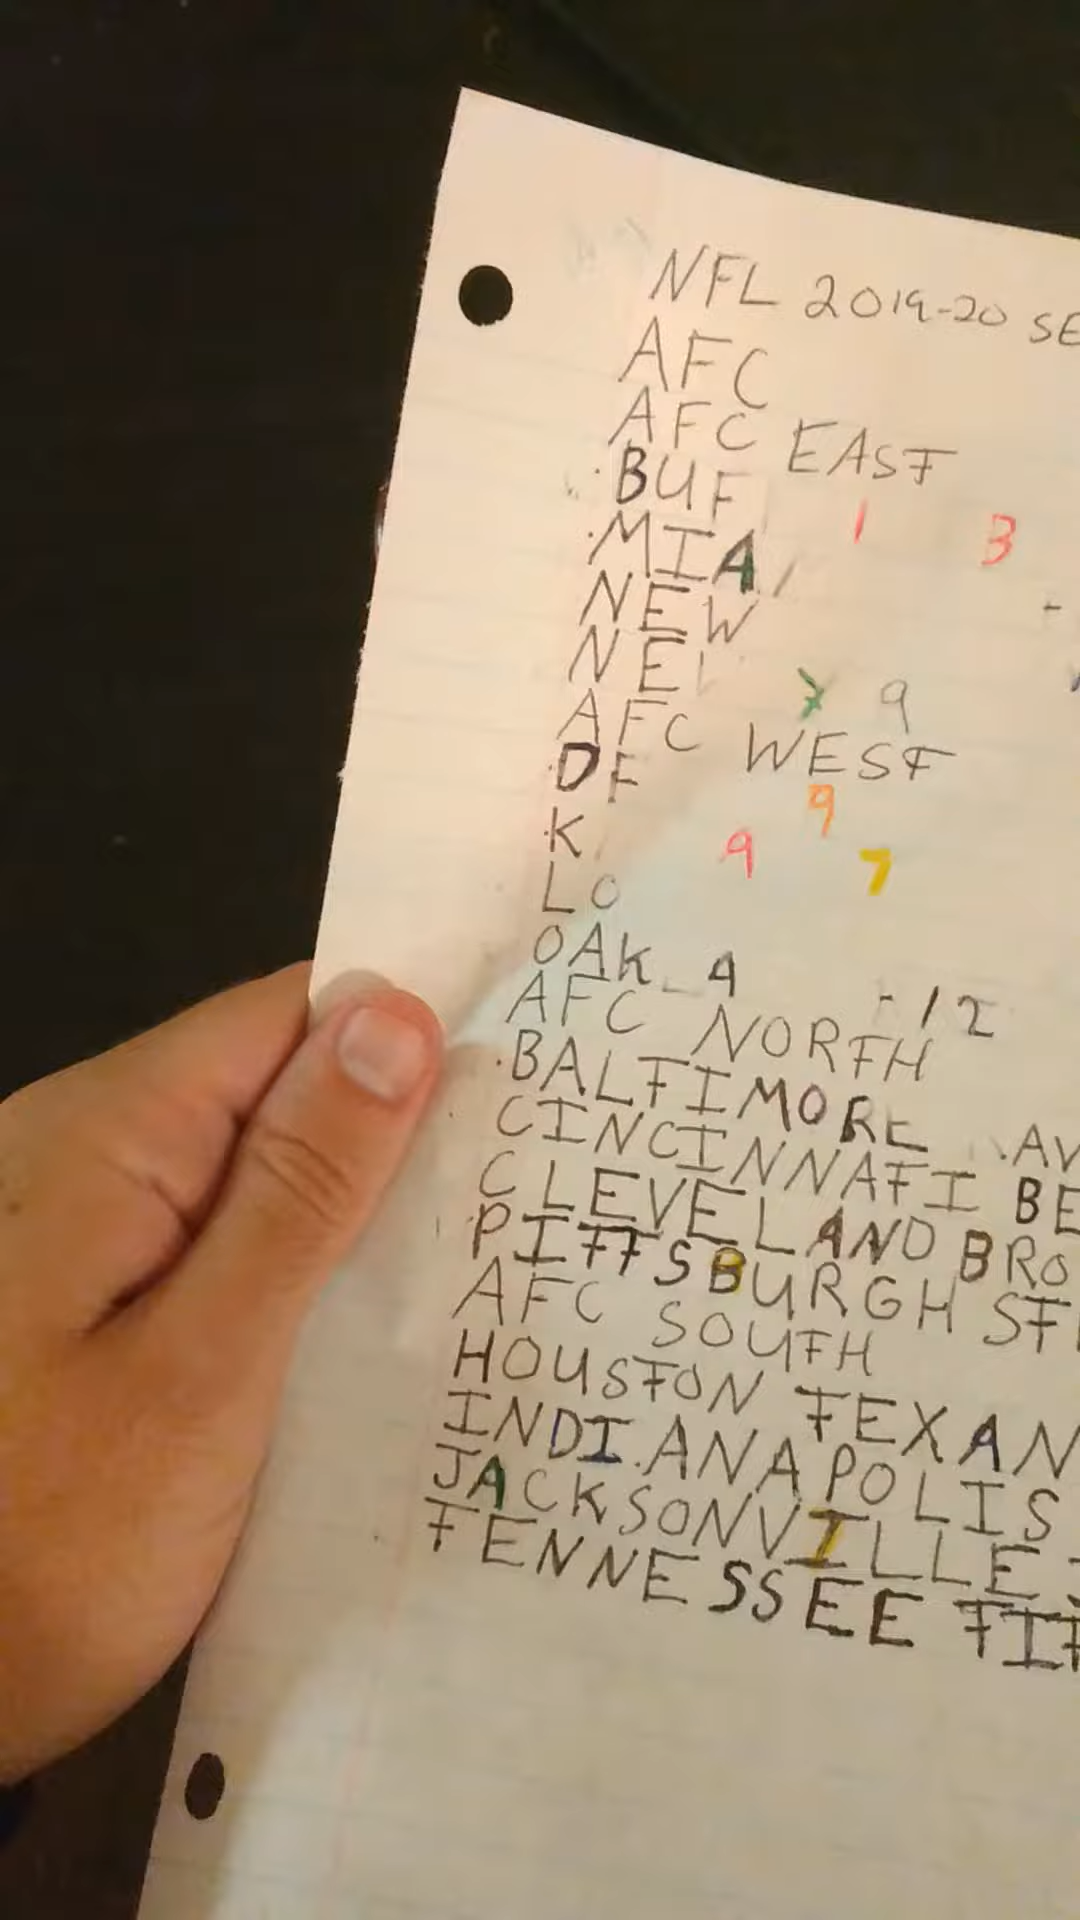 NFL 2019-20 SE
AFC
AFC EAST
BUF 1 3
MIA
NEW
NE 9
AFC WEST
DE 9
K 9 7
LO
OAK 4 -12
AFC NORTH
BALTIMORE AV
CINCINNATI BE
CLEVELAND BRO
PITTSBURGH ST
AFC SOUTH
HOUSTON TEXAN
INDIANAPOLIS
JACKSONVILLE J
TENNESSEE TIT